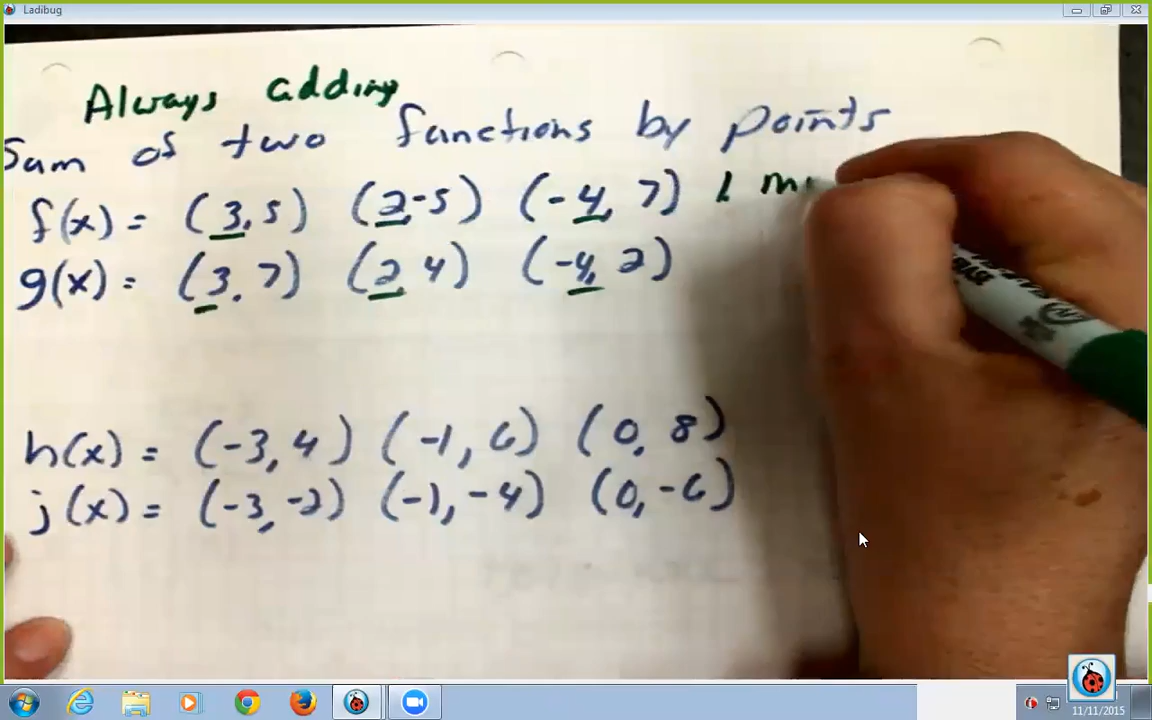 Ladibug
Always adding
Sum of two functions by points
f(x) = (3,5) (2,-5) (-4,7) 1. m
g(x) = (3,7) (2,4) (-4,2)
h(x) = (-3,4) (-1,6) (0,8)
j(x) = (-3,-2) (-1,-4) (0,-6)
11/11/2015